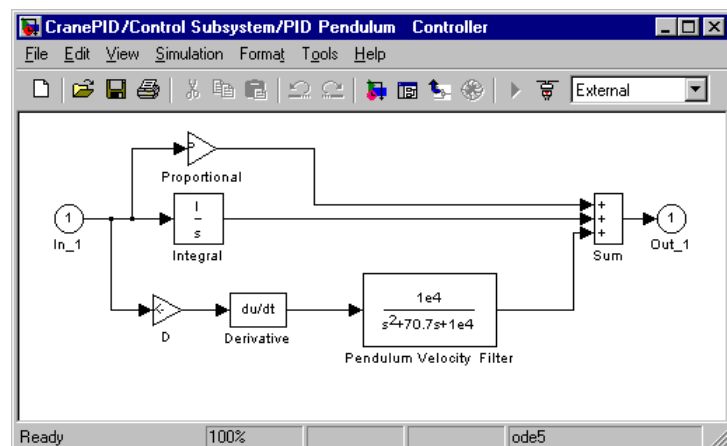 CranePID/Control Subsystem/PID Pendulum Controller
File Edit View Simulation Format Tools Help
External
P
Proportional
1
In_1
I
s
Integral
+
+
+
Sum
1
Out_1
D
du/dt
Derivative
1e4
s²+70.7s+1e4
Pendulum Velocity Filter
Ready 100% ode5